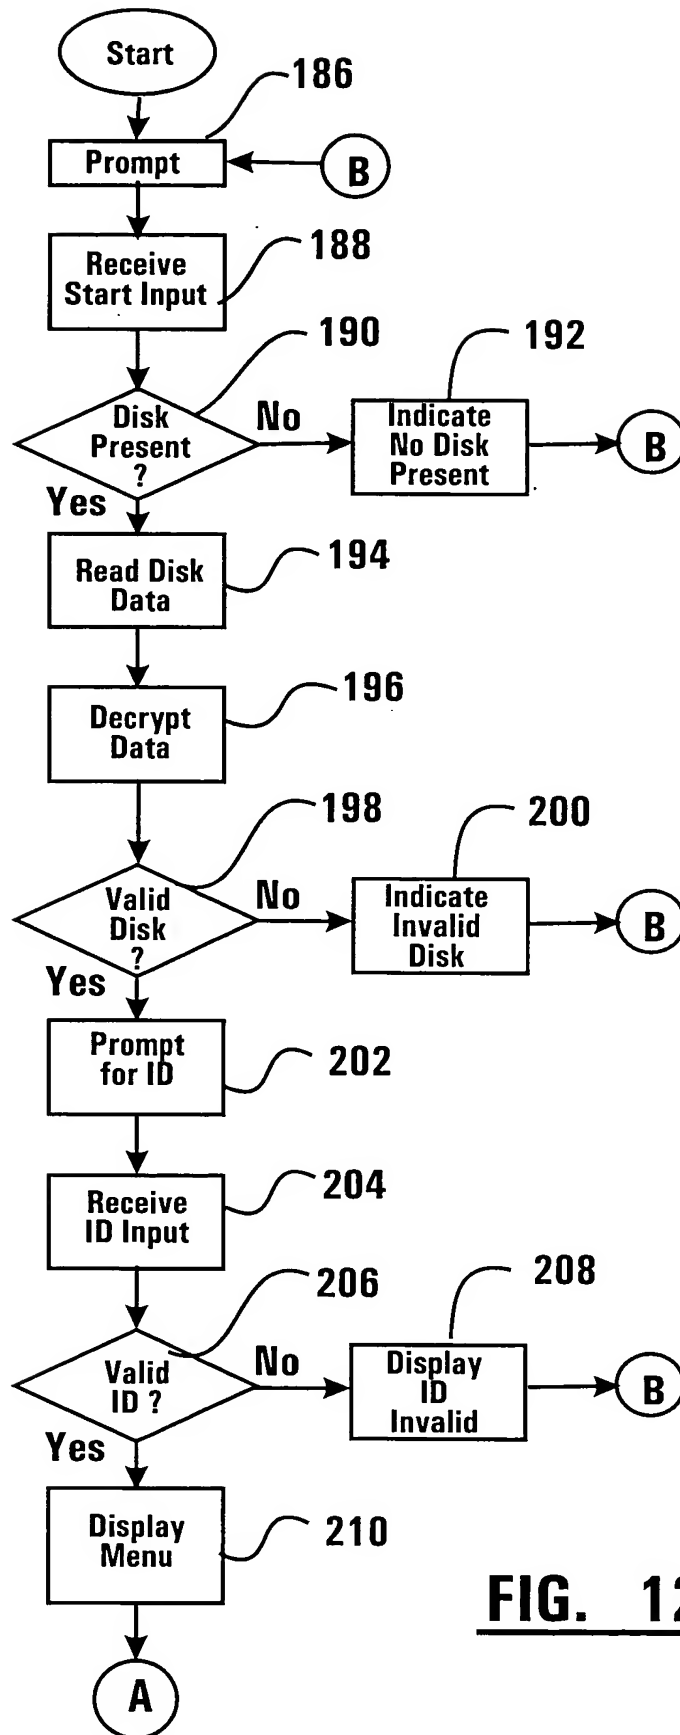 Start
186
Prompt
B
Receive
Start Input
188
190
Disk
Present
?
No
192
Indicate
No Disk
Present
B
Yes
Read Disk
Data
194
Decrypt
Data
196
198
Valid
Disk
?
No
200
Indicate
Invalid
Disk
B
Yes
Prompt
for ID
202
Receive
ID Input
204
206
Valid
ID ?
No
208
Display
ID
Invalid
B
Yes
Display
Menu
210
FIG. 12
A